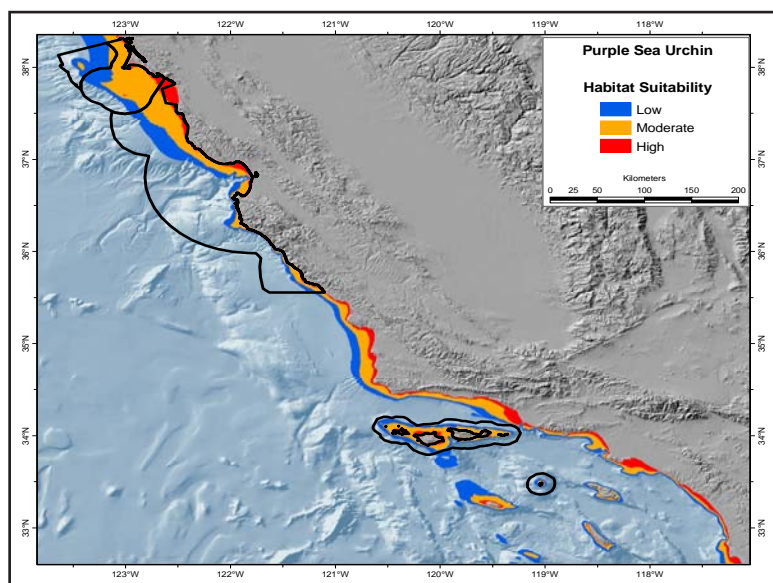 123°W 122°W 121°W 120°W 119°W 118°W
Purple Sea Urchin
Habitat Suitability
Low
Moderate
High
Kilometers
0 25 50 100 150 200
38°N 38°N
37°N 37°N
36°N 36°N
35°N 35°N
34°N 34°N
33°N 33°N
123°W 122°W 121°W 120°W 119°W 118°W